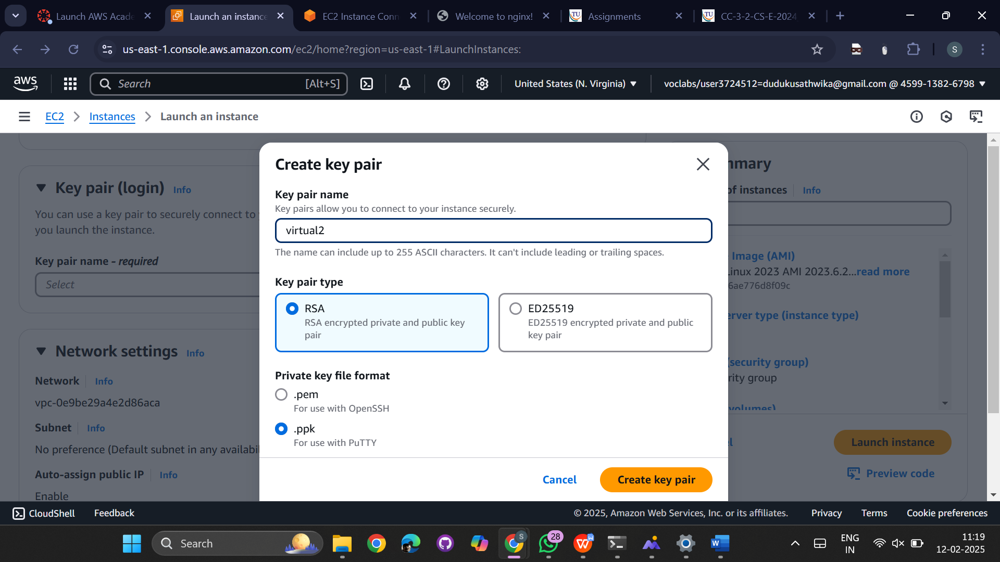 Launch AWS Acade
Launch an instance
EC2 Instance Conn
Welcome to nginx!
TU
Assignments
TU
CC-3-2-CS-E-2024
us-east-1.console.aws.amazon.com/ec2/home?region=us-east-1#LaunchInstances:
S
aws
Search
[Alt+S]
United States (N. Virginia)
voclabs/user3724512=dudukusathwika@gmail.com @ 4599-1382-6798
EC2
Instances
Launch an instance
Key pair (login)
Info
You can use a key pair to securely connect to
you launch the instance.
Key pair name - required
Select
Network settings
Info
Network
Info
vpc-0e9be29a4e2d86aca
Subnet
Info
No preference (Default subnet in any availabil
Auto-assign public IP
Info
Enable
Create key pair
Key pair name
Key pairs allow you to connect to your instance securely.
virtual2
The name can include up to 255 ASCII characters. It can't include leading or trailing spaces.
Key pair type
RSA
RSA encrypted private and public key
pair
ED25519
ED25519 encrypted private and public
key pair
Private key file format
.pem
For use with OpenSSH
.ppk
For use with PuTTY
Cancel
Create key pair
mmary
of instances
Info
Image (AMI)
Linux 2023 AMI 2023.6.2...read more
6ae776d8f09c
erver type (instance type)
(security group)
rity group
volumes)
el
Launch instance
Preview code
CloudShell
Feedback
© 2025, Amazon Web Services, Inc. or its affiliates.
Privacy
Terms
Cookie preferences
Search
S
28
W
W
W
ENG
IN
11:19
12-02-2025